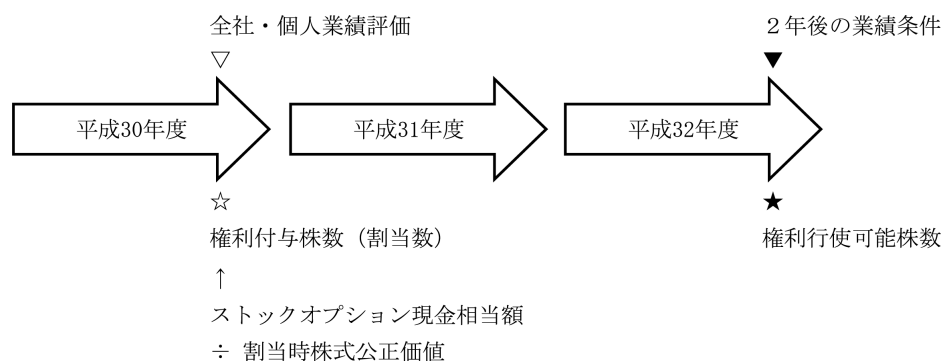 全社・個人業績評価
２年後の業績条件
▽
▼
平成30年度
平成31年度
平成32年度
☆
★
権利付与株数（割当数）
権利行使可能株数
↑
ストックオプション現金相当額
÷ 割当時株式公正価値